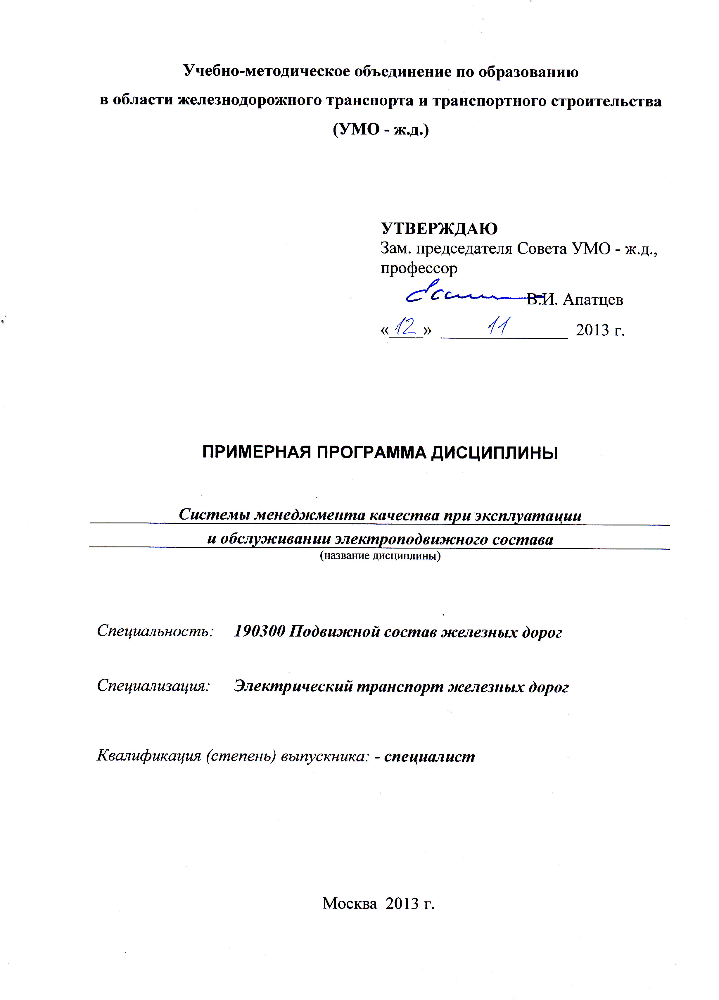 Учебно-методическое объединение по образованию
в области железнодорожного транспорта и транспортного строительства
(УМО - ж.д.)
УТВЕРЖДАЮ
Зам. председателя Совета УМО - ж.д.,
профессор
В.И. Апатцев
«12» 11 2013 г.
ПРИМЕРНАЯ ПРОГРАММА ДИСЦИПЛИНЫ
Системы менеджмента качества при эксплуатации
и обслуживании электроподвижного состава
(название дисциплины)
Специальность: 190300 Подвижной состав железных дорог
Специализация: Электрический транспорт железных дорог
Квалификация (степень) выпускника: - специалист
Москва 2013 г.